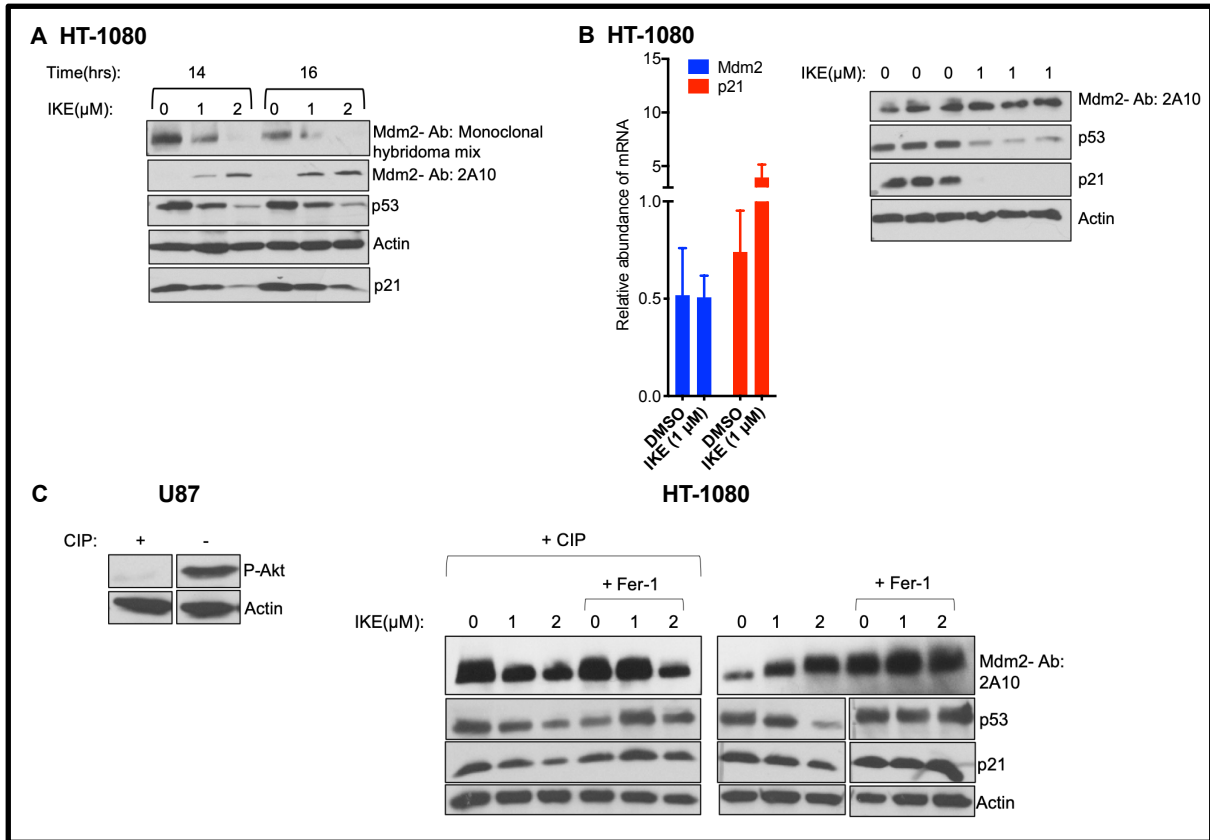 A HT-1080
Time(hrs): 14 16
IKE(μM): 0 1 2 0 1 2
Mdm2- Ab: Monoclonal
hybridoma mix
Mdm2- Ab: 2A10
p53
Actin
p21
B HT-1080
15
10
5
1.0
0.5
0.0
Relative abundance of mRNA
Mdm2
p21
DMSO
IKE (1 μM)
DMSO
IKE (1 μM)
IKE(μM): 0 0 0 1 1 1
Mdm2- Ab: 2A10
p53
p21
Actin
C U87
CIP: + -
P-Akt
Actin
HT-1080
+ CIP
+ Fer-1 + Fer-1
IKE(μM): 0 1 2 0 1 2 0 1 2 0 1 2
Mdm2- Ab:
2A10
p53
p21
Actin